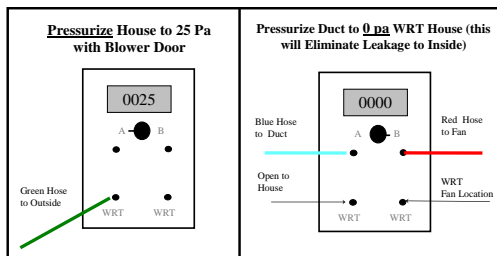 Pressurize House to 25 Pa
with Blower Door
0025
A B
Green Hose
to Outside
WRT WRT
Pressurize Duct to 0 pa WRT House (this
will Eliminate Leakage to Inside)
0000
Blue Hose
to Duct
A B
Red Hose
to Fan
Open to
House
WRT
Fan Location
WRT WRT